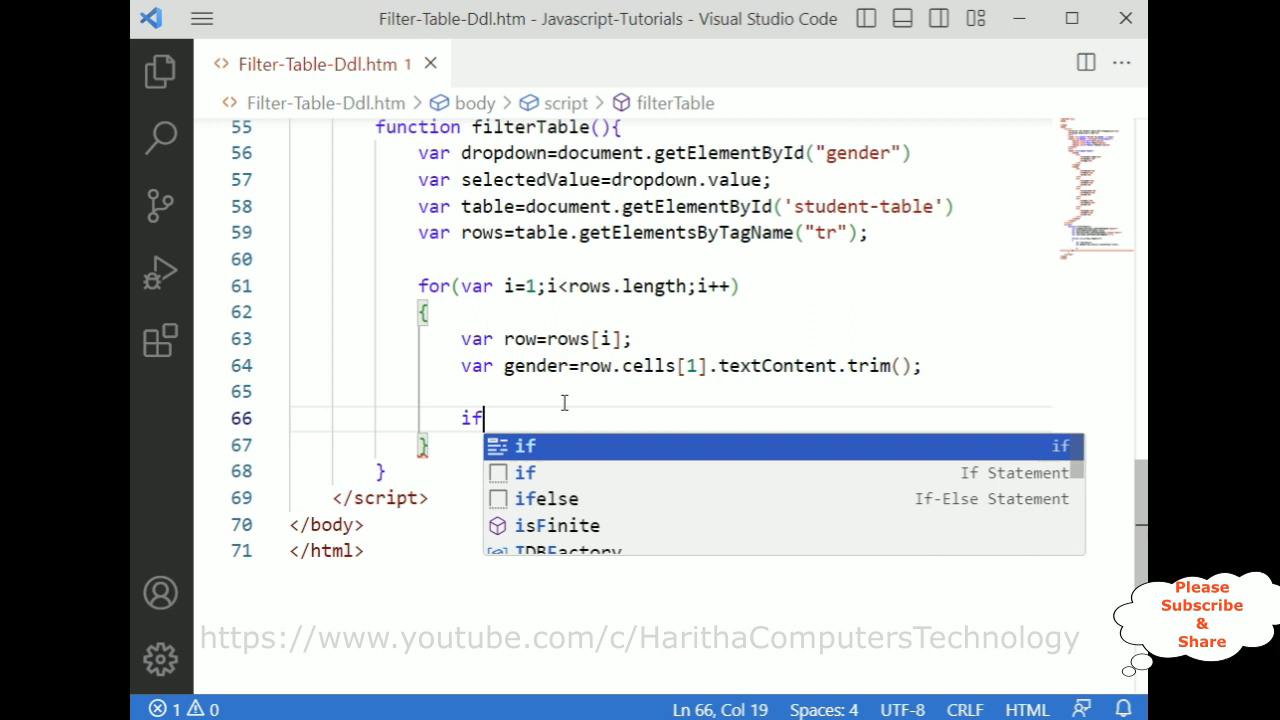 Filter-Table-Ddl.htm - Javascript-Tutorials - Visual Studio Code
Filter-Table-Ddl.htm 1
Filter-Table-Ddl.htm > body > script > filterTable
55 function filterTable(){
56 var dropdown=document.getElementById("gender")
57 var selectedValue=dropdown.value;
58 var table=document.getElementById('student-table')
59 var rows=table.getElementsByTagName("tr");
60
61 for(var i=1;i<rows.length;i++)
62 {
63 var row=rows[i];
64 var gender=row.cells[1].textContent.trim();
65
66 if
67 }
if if
if If Statement
ifelse If-Else Statement
isFinite
IDBFactory
68 }
69 </script>
70 </body>
71 </html>
https://www.youtube.com/c/HarithaComputersTechnology
Please
Subscribe
&
Share
1 0 Ln 66, Col 19 Spaces: 4 UTF-8 CRLF HTML